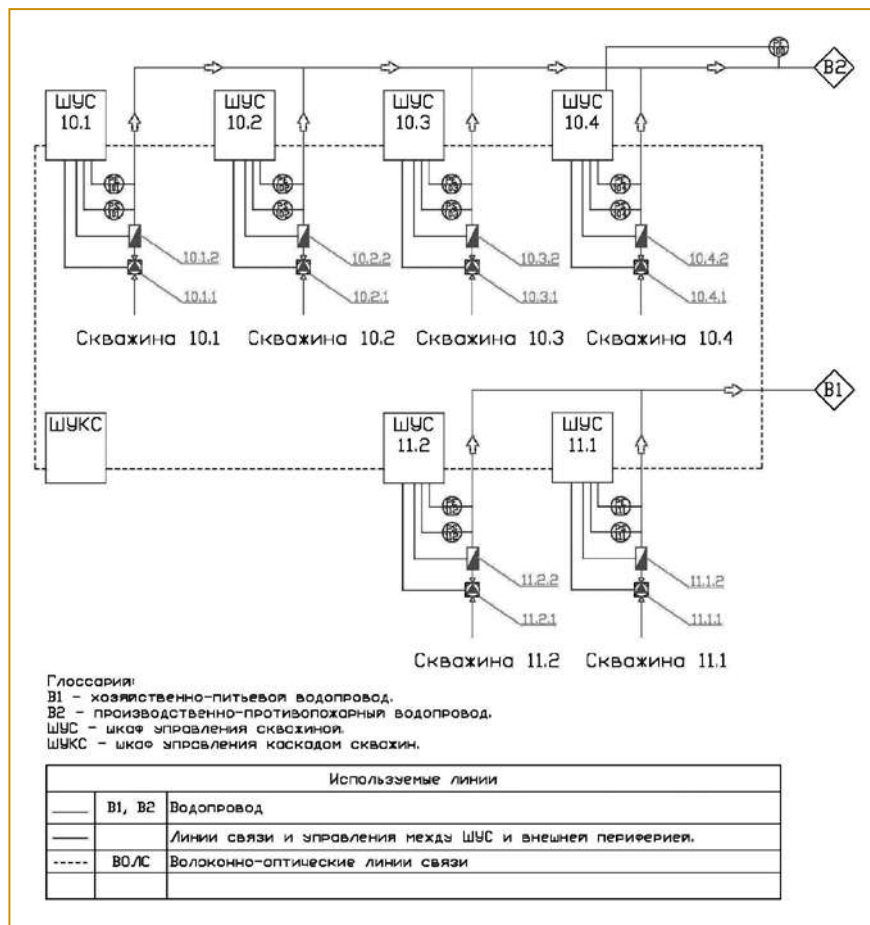 B2
ШУС 10.1
ШУС 10.2
ШУС 10.3
ШУС 10.4
10.1.2
10.2.2
10.3.2
10.4.2
10.1.1
10.2.1
10.3.1
10.4.1
Скважина 10.1
Скважина 10.2
Скважина 10.3
Скважина 10.4
B1
ШУКС
ШУС 11.2
ШУС 11.1
11.2.2
11.1.2
11.2.1
11.1.1
Скважина 11.2
Скважина 11.1
Глоссарий:
В1 - хозяйственно-питьевой водопровод.
В2 - производственно-противопожарный водопровод.
ШУС - шкаф управления скважиной.
ШУКС - шкаф управления каскадом скважин.
Используемые линии
В1, В2 Водопровод
Линии связи и управления между ШУС и внешней периферией.
ВОЛС Волоконно-оптические линии связи